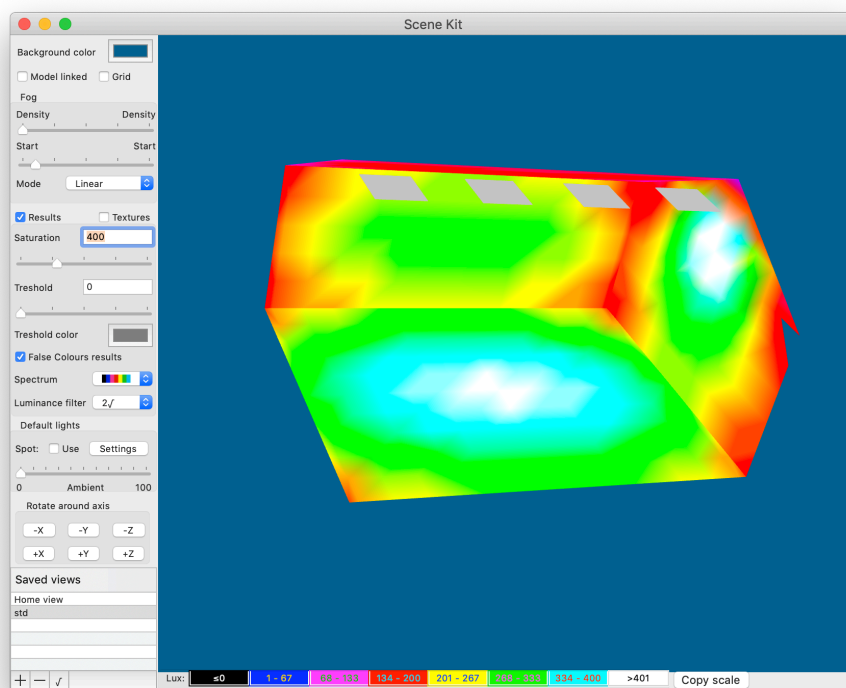 Scene Kit
Background color
Model linked Grid
Fog
Density Density
Start Start
Mode Linear
Results Textures
Saturation 400
Treshold 0
Treshold color
False Colours results
Spectrum
Luminance filter 2√
Default lights
Spot: Use Settings
0 Ambient 100
Rotate around axis
-X -Y -Z
+X +Y +Z
Saved views
Home view
std
+ − √
Lux: ≤0 1 - 67 68 - 133 134 - 200 201 - 267 334 - 400 >401 Copy scale